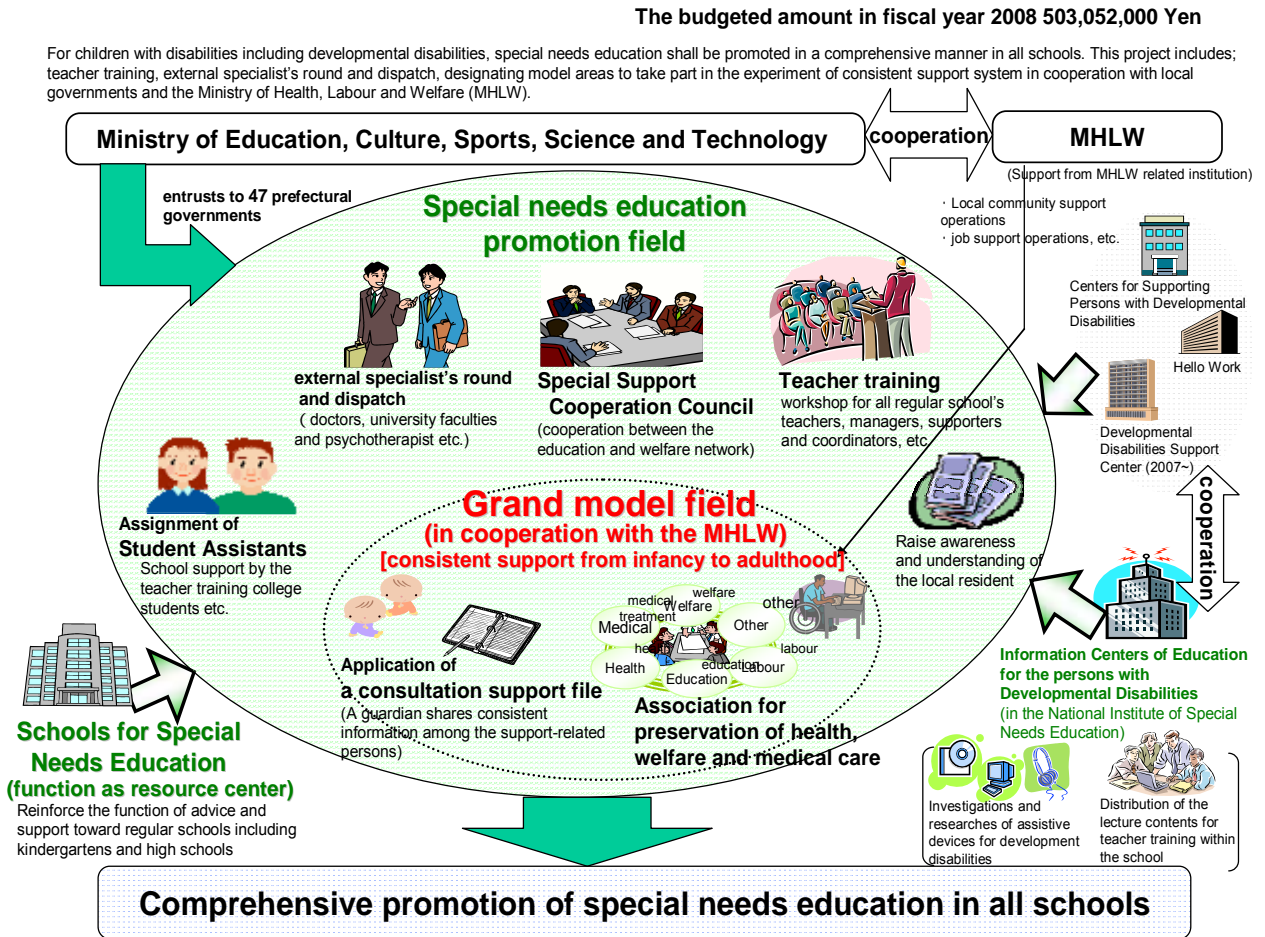 The budgeted amount in fiscal year 2008 503,052,000 Yen
For children with disabilities including developmental disabilities, special needs education shall be promoted in a comprehensive manner in all schools. This project includes;
teacher training, external specialist's round and dispatch, designating model areas to take part in the experiment of consistent support system in cooperation with local
governments and the Ministry of Health, Labour and Welfare (MHLW).
Ministry of Education, Culture, Sports, Science and Technology
cooperation
MHLW
(Support from MHLW related institution)
entrusts to 47 prefectural
governments
・Local community support
operations
・job support operations, etc.
Special needs education
promotion field
Centers for Supporting
Persons with Developmental
Disabilities
Hello Work
Developmental
Disabilities Support
Center (2007~)
cooperation
external specialist's round
and dispatch
( doctors, university faculties
and psychotherapist etc.)
Special Support
Cooperation Council
(cooperation between the
education and welfare network)
Teacher training
workshop for all regular school's
teachers, managers, supporters
and coordinators, etc
Assignment of
Student Assistants
School support by the
teacher training college
students etc.
Raise awareness
and understanding of
the local resident
Grand model field
(in cooperation with the MHLW)
[consistent support from infancy to adulthood]
Application of
a consultation support file
(A guardian shares consistent
information among the support-related
persons)
welfare
medical
treatment
Welfare
other
Medical
Other
labour
Health
education
Labour
Education
Association for
preservation of health,
welfare and medical care
Schools for Special
Needs Education
(function as resource center)
Reinforce the function of advice and
support toward regular schools including
kindergartens and high schools
Information Centers of Education
for the persons with
Developmental Disabilities
(in the National Institute of Special
Needs Education)
Investigations and
researches of assistive
devices for development
disabilities
Distribution of the
lecture contents for
teacher training within
the school
Comprehensive promotion of special needs education in all schools